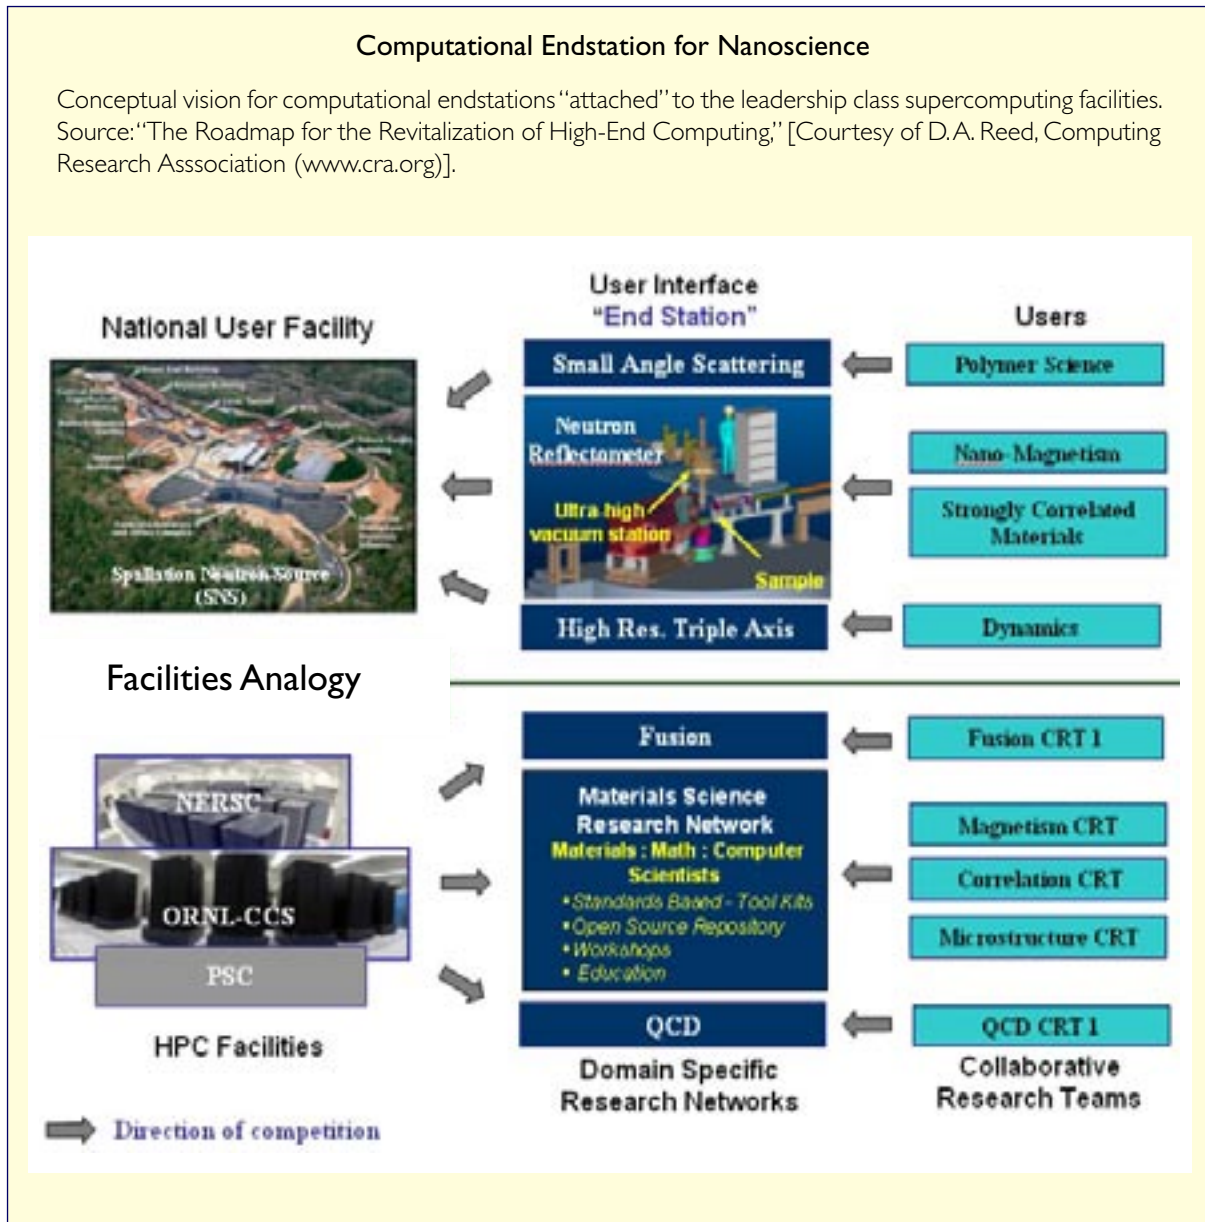 Computational Endstation for Nanoscience
Conceptual vision for computational endstations “attached” to the leadership class supercomputing facilities.
Source: “The Roadmap for the Revitalization of High-End Computing,” [Courtesy of D. A. Reed, Computing
Research Asssociation (www.cra.org)].
National User Facility
User Interface
“End Station”
Users
Spallation Neutron Source
(SNS)
Small Angle Scattering
Neutron
Reflectometer
Ultra high
vacuum station
Sample
High Res. Triple Axis
Polymer Science
Nano-Magnetism
Strongly Correlated
Materials
Dynamics
Facilities Analogy
NERSC
ORNL-CCS
PSC
HPC Facilities
Fusion
Materials Science
Research Network
Materials : Math : Computer
Scientists
• Standards Based - Tool Kits
• Open Source Repository
• Workshops
• Education
QCD
Domain Specific
Research Networks
Fusion CRT 1
Magnetism CRT
Correlation CRT
Microstructure CRT
QCD CRT 1
Collaborative
Research Teams
Direction of competition